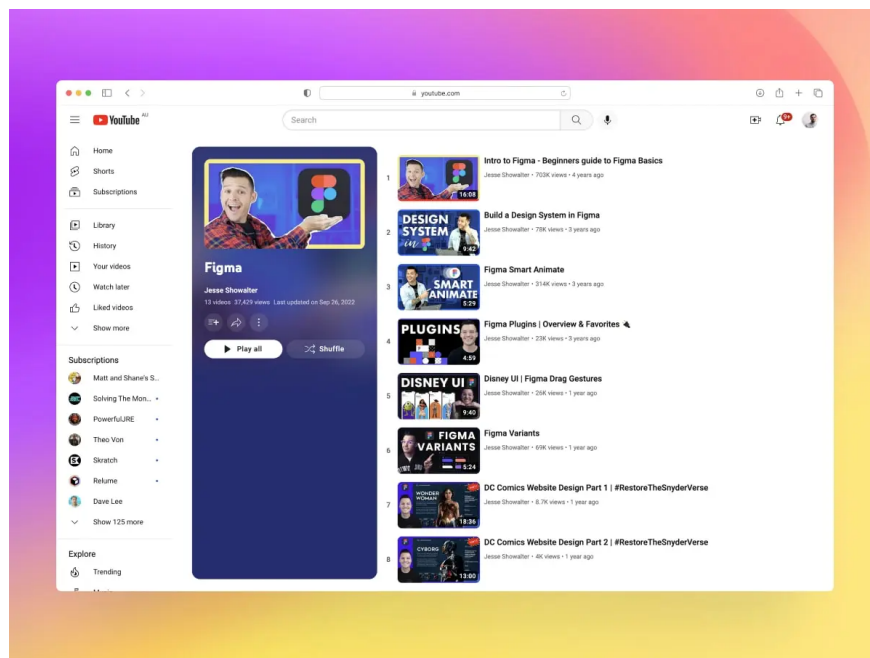 youtube.com
YouTube AU
Search
9+
Home
Shorts
Subscriptions
Library
History
Your videos
Watch later
Liked videos
Show more
Subscriptions
Matt and Shane's S...
Solving The Mon...
PowerfulJRE
Theo Von
Skratch
Relume
Dave Lee
Show 125 more
Explore
Trending
Figma
Jesse Showalter
13 videos 37,429 views Last updated on Sep 26, 2022
Play all
Shuffle
1
16:08
Intro to Figma - Beginners guide to Figma Basics
Jesse Showalter • 703K views • 4 years ago
2
DESIGN
SYSTEM
in
9:42
Build a Design System in Figma
Jesse Showalter • 78K views • 3 years ago
3
SMART
ANIMATE
5:29
Figma Smart Animate
Jesse Showalter • 314K views • 3 years ago
4
PLUGINS
4:59
Figma Plugins | Overview & Favorites
Jesse Showalter • 23K views • 3 years ago
5
DISNEY UI
9:40
Disney UI | Figma Drag Gestures
Jesse Showalter • 26K views • 1 year ago
6
FIGMA
VARIANTS
5:24
Figma Variants
Jesse Showalter • 69K views • 1 year ago
7
WONDER
WOMAN
18:36
DC Comics Website Design Part 1 | #RestoreTheSnyderVerse
Jesse Showalter • 8.7K views • 1 year ago
8
CYBORG
13:00
DC Comics Website Design Part 2 | #RestoreTheSnyderVerse
Jesse Showalter • 4K views • 1 year ago